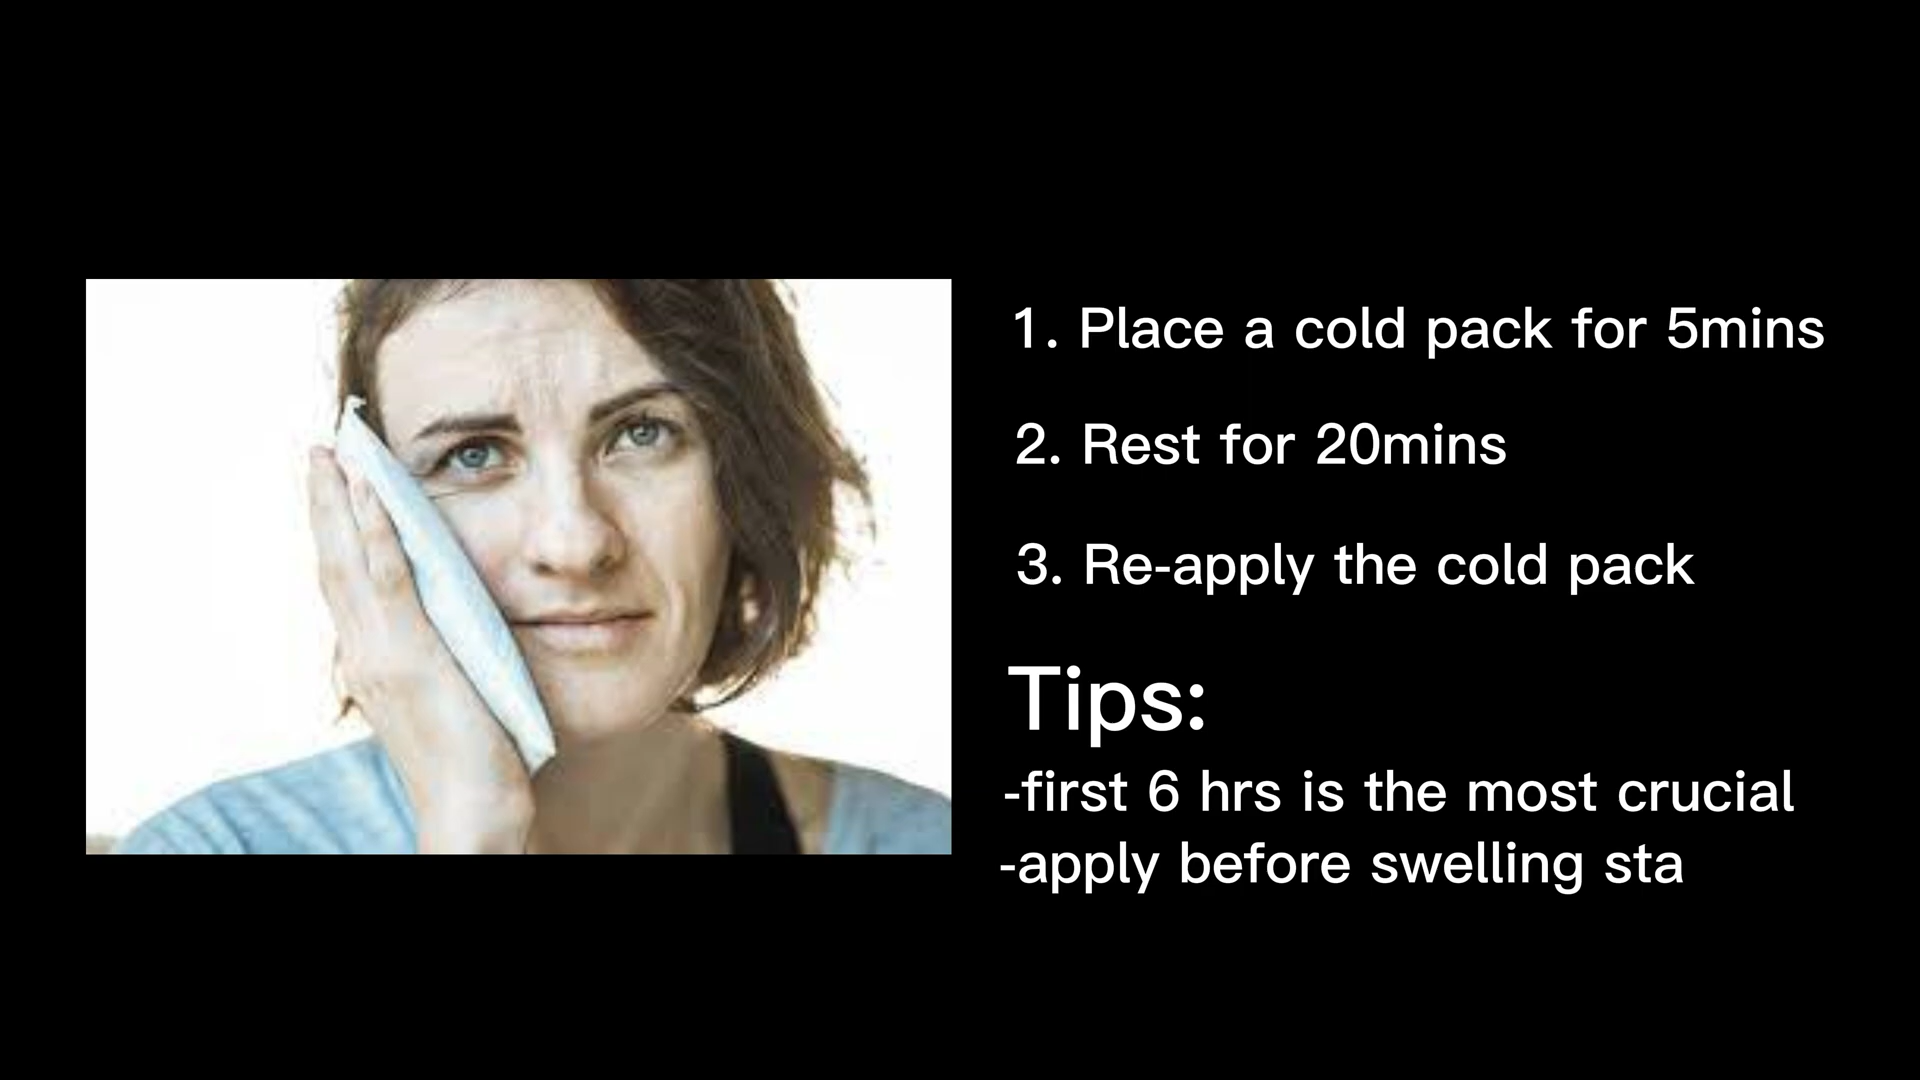 1. Place a cold pack for 5mins
2. Rest for 20mins
3. Re-apply the cold pack
Tips:
-first 6 hrs is the most crucial
-apply before swelling sta